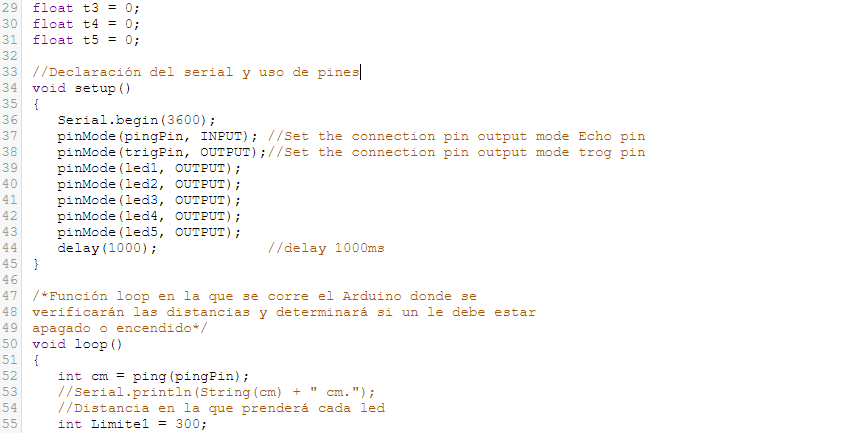 29 float t3 = 0;
30 float t4 = 0;
31 float t5 = 0;
32
33 //Declaración del serial y uso de pines
34 void setup()
35 {
36    Serial.begin(3600);
37    pinMode(pingPin, INPUT); //Set the connection pin output mode Echo pin
38    pinMode(trigPin, OUTPUT);//Set the connection pin output mode trog pin
39    pinMode(led1, OUTPUT);
40    pinMode(led2, OUTPUT);
41    pinMode(led3, OUTPUT);
42    pinMode(led4, OUTPUT);
43    pinMode(led5, OUTPUT);
44    delay(1000);             //delay 1000ms
45 }
46
47 /*Función loop en la que se corre el Arduino donde se
48 verificarán las distancias y determinará si un le debe estar
49 apagado o encendido*/
50 void loop()
51 {
52    int cm = ping(pingPin);
53    //Serial.println(String(cm) + " cm.");
54    //Distancia en la que prenderá cada led
55    int Limite1 = 300;